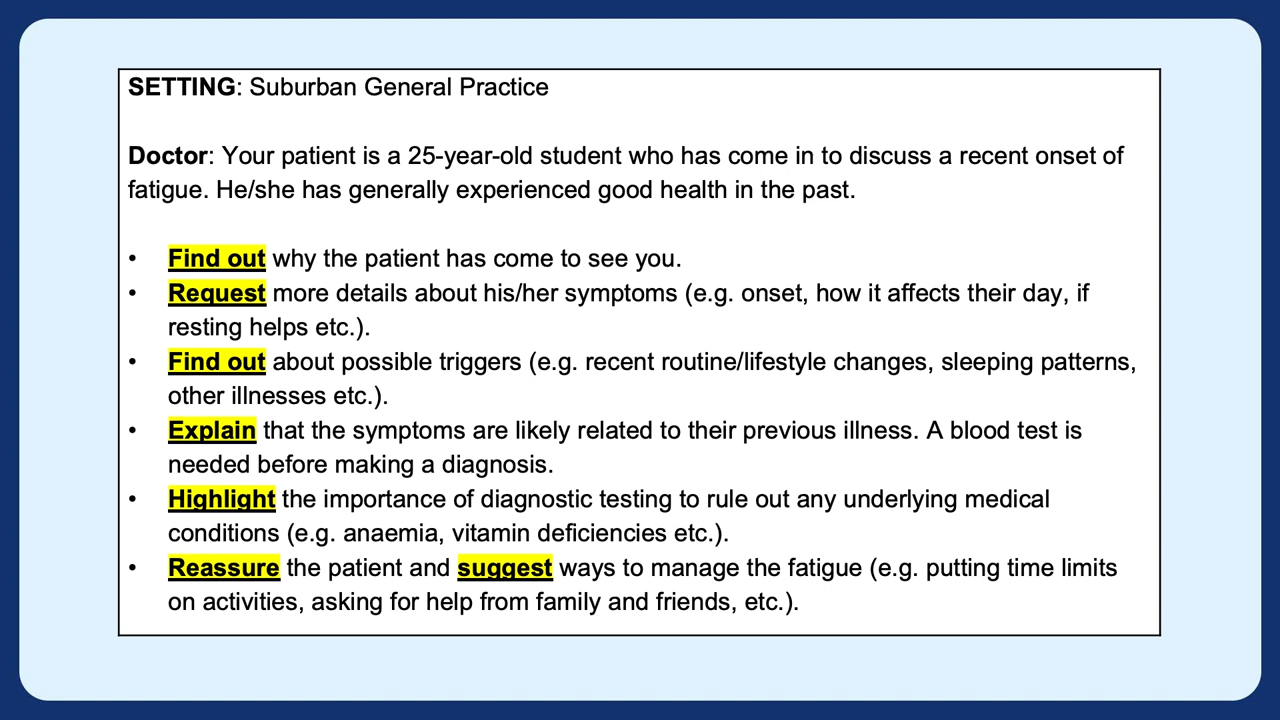 SETTING: Suburban General Practice
Doctor: Your patient is a 25-year-old student who has come in to discuss a recent onset of
fatigue. He/she has generally experienced good health in the past.
• Find out why the patient has come to see you.
• Request more details about his/her symptoms (e.g. onset, how it affects their day, if
resting helps etc.).
• Find out about possible triggers (e.g. recent routine/lifestyle changes, sleeping patterns,
other illnesses etc.).
• Explain that the symptoms are likely related to their previous illness. A blood test is
needed before making a diagnosis.
• Highlight the importance of diagnostic testing to rule out any underlying medical
conditions (e.g. anaemia, vitamin deficiencies etc.).
• Reassure the patient and suggest ways to manage the fatigue (e.g. putting time limits
on activities, asking for help from family and friends, etc.).